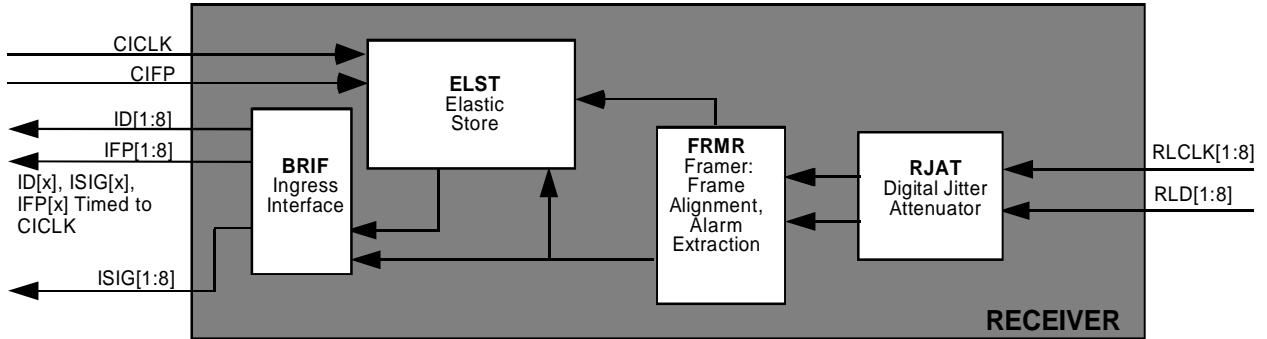 CICLK
CIFP
ID[1:8]
IFP[1:8]
ID[x], ISIG[x],
IFP[x] Timed to
CICLK
ISIG[1:8]
BRIF
Ingress
Interface
ELST
Elastic
Store
FRMR
Framer:
Frame
Alignment,
Alarm
Extraction
RJAT
Digital Jitter
Attenuator
RLCLK[1:8]
RLD[1:8]
RECEIVER